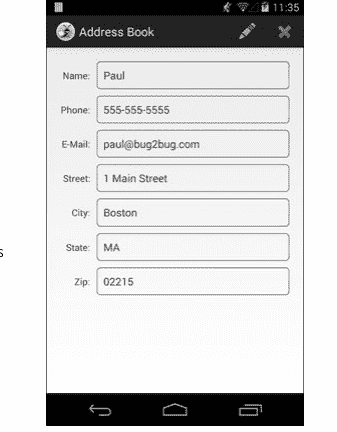 11:35
Address Book
Name: Paul
Phone: 555-555-5555
E-Mail: paul@bug2bug.com
Street: 1 Main Street
City: Boston
State: MA
Zip: 02215
s